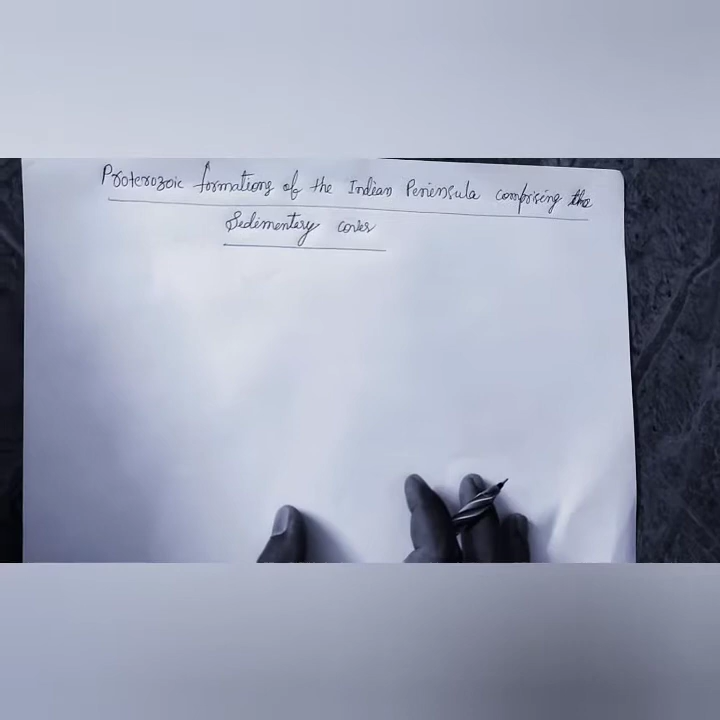 Proterozoic formations of the Indian Peninsula comprising the
Sedimentary cover